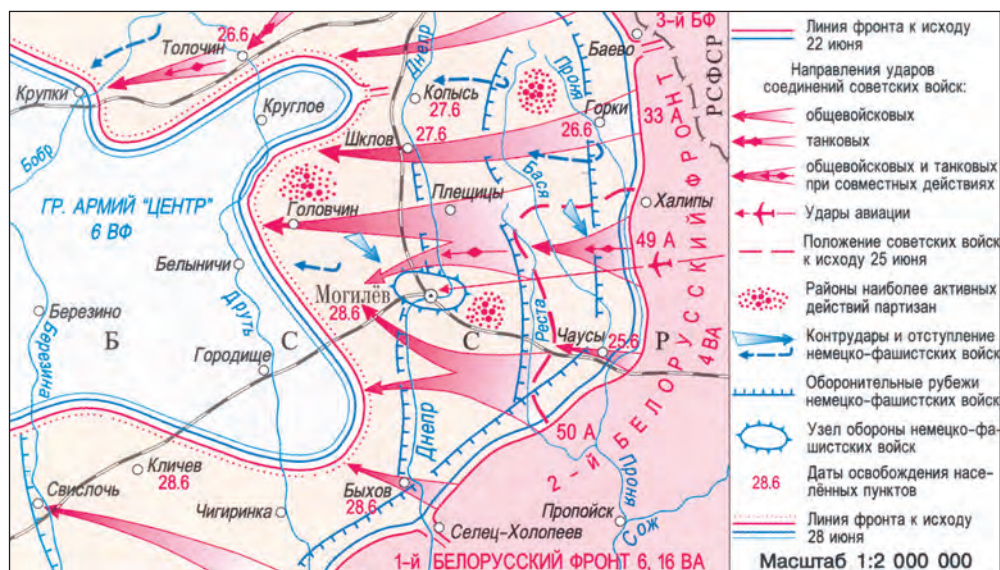 3-й БФ
Толочин
26.6
Днепр
Баево
РСФСР
Крупки
Копысь
27.6
Проня
Круглое
Горки
26.6
33 А
Шклов
27.6
Бобр
Бася
Плещицы
ГР. АРМИЙ "ЦЕНТР"
6 ВФ
Головчин
Халипы
49 А
Белыничи
Могилёв
28.6
Березино
Друть
Реста
Чаусы
25.6
Б
С
С
Р
4 ВА
Березина
Городище
Днепр
50 А
2-й БЕЛОРУССКИЙ ФРОНТ
Проня
Кличев
28.6
Быхов
28.6
Свислочь
Чигиринка
Пропойск
Селец-Холопеев
Сож
1-й БЕЛОРУССКИЙ ФРОНТ 6, 16 ВА
Линия фронта к исходу
22 июня
Направления ударов
соединений советских войск:
общевойсковых
танковых
общевойсковых и танковых
при совместных действиях
Удары авиации
Положение советских войск
к исходу 25 июня
Районы наиболее активных
действий партизан
Контрудары и отступление
немецко-фашистских войск
Оборонительные рубежи
немецко-фашистских войск
Узел обороны немецко-фа-
шистских войск
28.6
Даты освобождения насе-
лённых пунктов
Линия фронта к исходу
28 июня
Масштаб 1:2 000 000